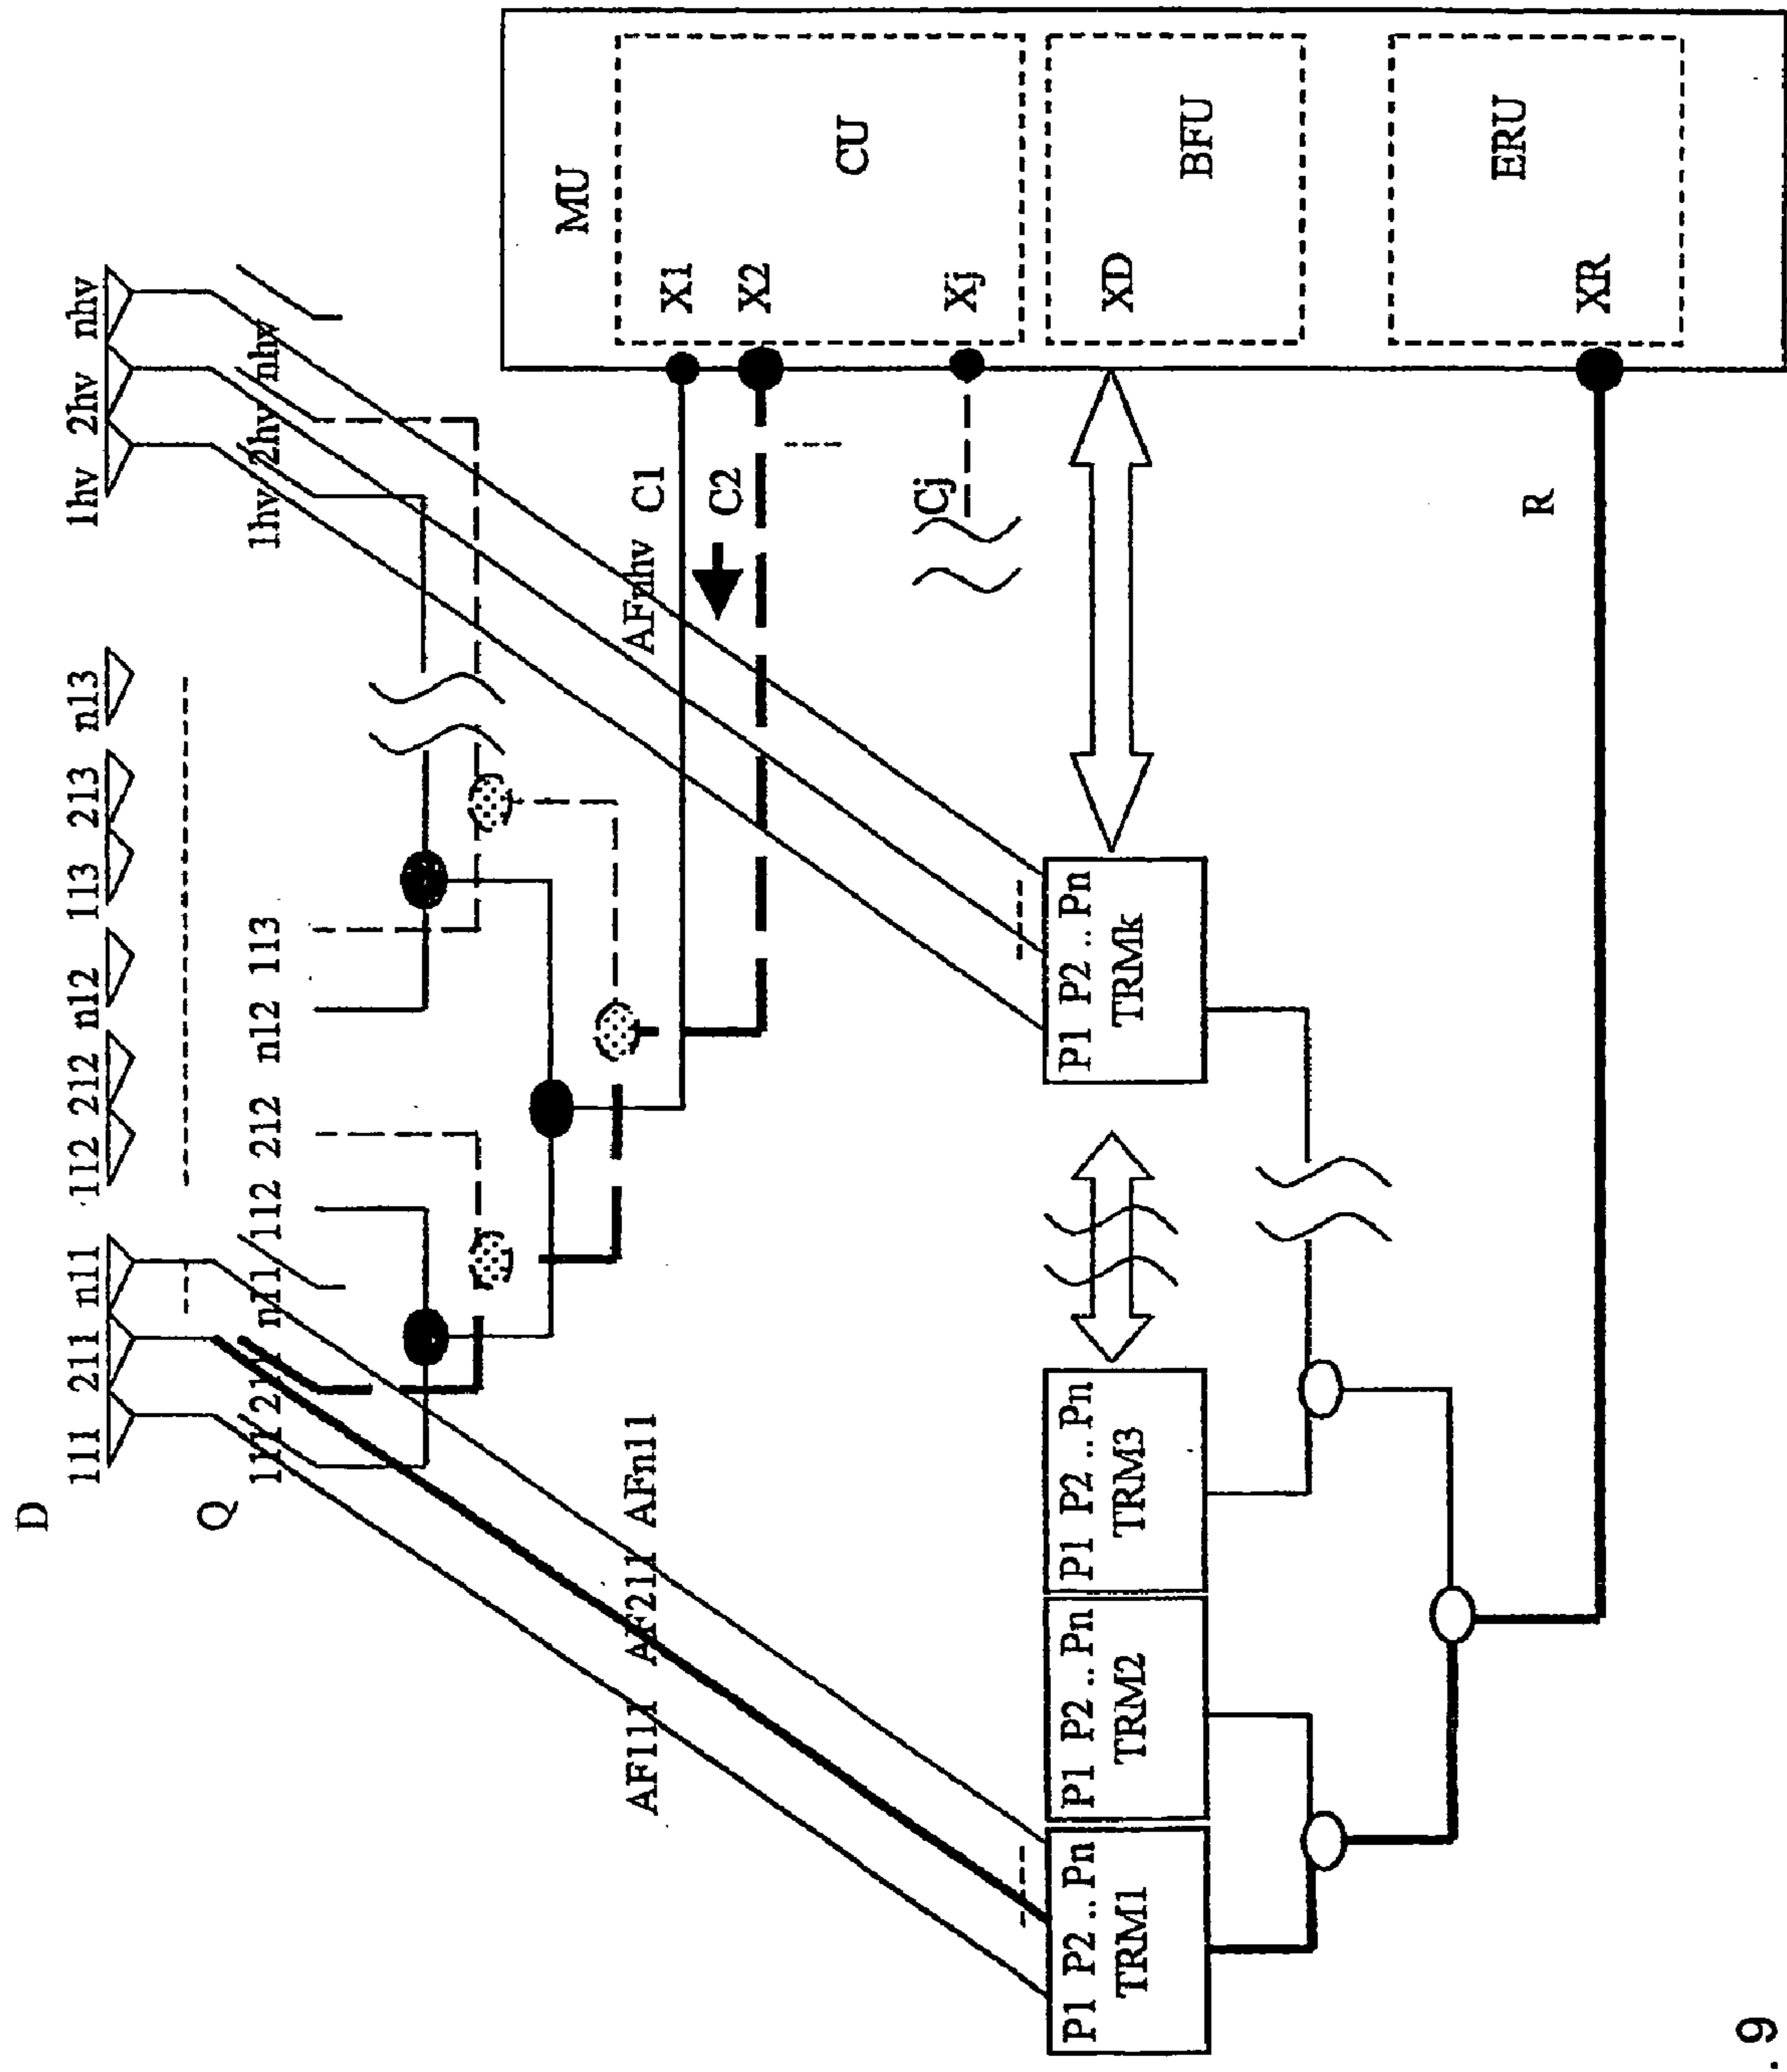 D
111 211 n11 112 212 n12 113 213 n13 1hv 2hv nhv
Q
111 211 n11 112 212 n12 113 1hv 2hv nhv
AF111 AF211 AFn11 AFnhv
C1
C2
Cj
R
MU
X1
X2
Xj
CU
XD
BFU
XR
ERU
P1 P2 .. Pn
TRM1
P1 P2 .. Pn
TRM2
P1 P2 .. Pn
TRM3
P1 P2 .. Pn
TRMk
. 9